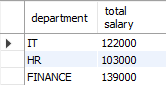 department total
salary
IT 122000
HR 103000
FINANCE 139000